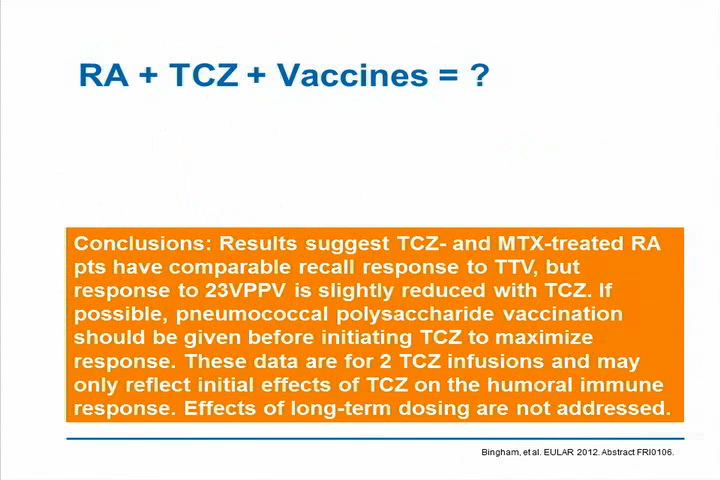 RA + TCZ + Vaccines = ?
Conclusions: Results suggest TCZ- and MTX-treated RA
pts have comparable recall response to TTV, but
response to 23VPPV is slightly reduced with TCZ. If
possible, pneumococcal polysaccharide vaccination
should be given before initiating TCZ to maximize
response. These data are for 2 TCZ infusions and may
only reflect initial effects of TCZ on the humoral immune
response. Effects of long-term dosing are not addressed.
Bingham, et al. EULAR 2012. Abstract FRI0106.